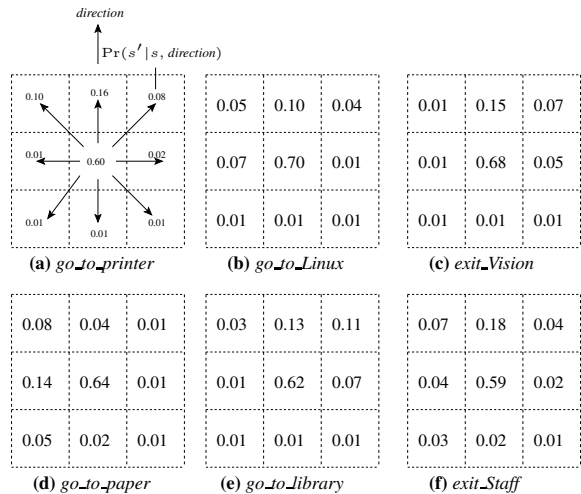 direction
Pr(s′|s, direction)
0.10 0.16 0.08
0.01 0.60 0.02
0.01 0.01 0.01
(a) go_to_printer
0.05 0.10 0.04
0.07 0.70 0.01
0.01 0.01 0.01
(b) go_to_Linux
0.01 0.15 0.07
0.01 0.68 0.05
0.01 0.01 0.01
(c) exit_Vision
0.08 0.04 0.01
0.14 0.64 0.01
0.05 0.02 0.01
(d) go_to_paper
0.03 0.13 0.11
0.01 0.62 0.07
0.01 0.01 0.01
(e) go_to_library
0.07 0.18 0.04
0.04 0.59 0.02
0.03 0.02 0.01
(f) exit_Staff